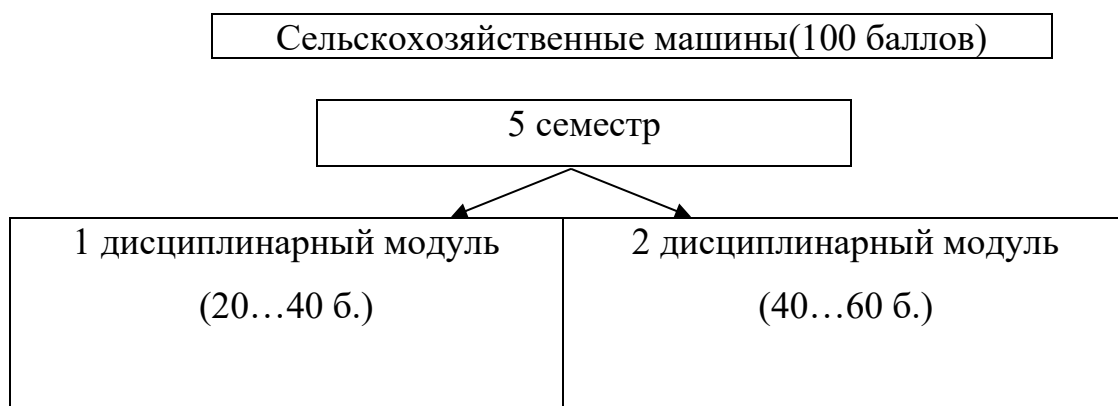 Сельскохозяйственные машины(100 баллов)
5 семестр
1 дисциплинарный модуль
(20…40 б.)
2 дисциплинарный модуль
(40…60 б.)